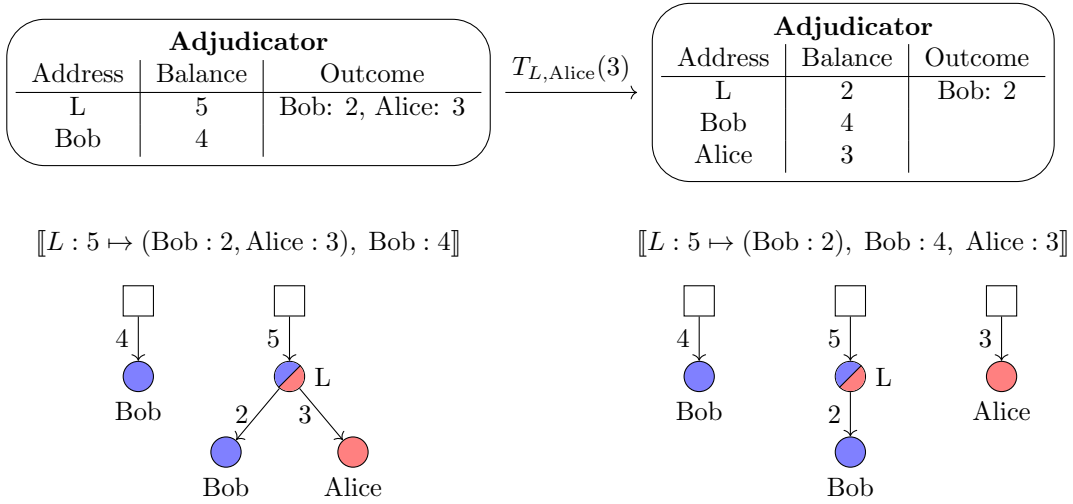 Adjudicator
Address Balance Outcome
L 5 Bob: 2, Alice: 3
Bob 4
T_{L,Alice}(3)
Adjudicator
Address Balance Outcome
L 2 Bob: 2
Bob 4
Alice 3
⟦L : 5 ↦ (Bob : 2, Alice : 3), Bob : 4⟧
4 5
L
Bob
2 3
Bob Alice
⟦L : 5 ↦ (Bob : 2), Bob : 4, Alice : 3⟧
4 5 3
L
Bob Alice
2
Bob